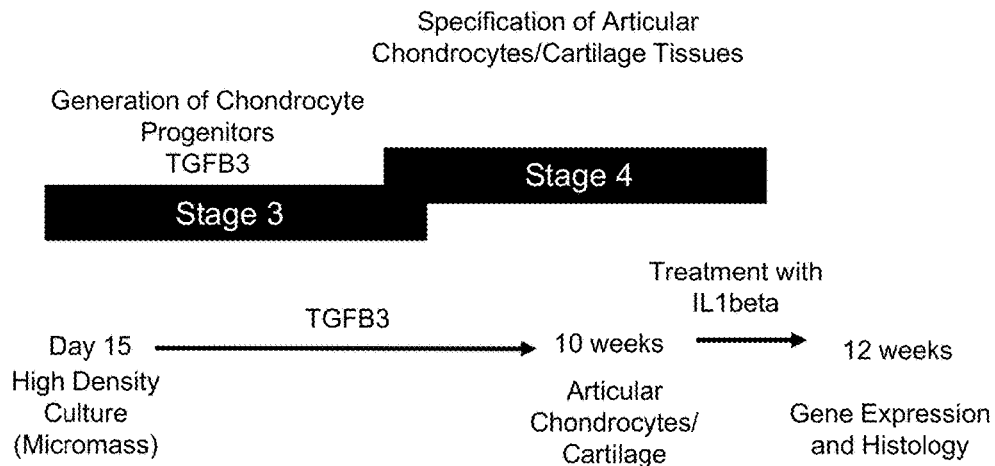 Specification of Articular
Chondrocytes/Cartilage Tissues
Generation of Chondrocyte
Progenitors
TGFB3
Stage 4
Stage 3
Treatment with
IL1beta
TGFB3
Day 15
10 weeks
12 weeks
High Density
Culture
(Micromass)
Articular
Chondrocytes/
Cartilage
Gene Expression
and Histology